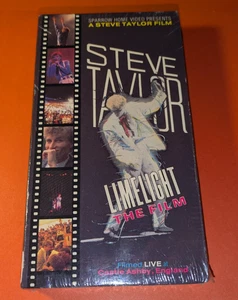 SPARROW HOME VIDEO PRESENTS
A STEVE TAYLOR FILM
STEVE
TAYLOR
LIMELIGHT
THE FILM
Filmed LIVE at
Castle Ashby, England